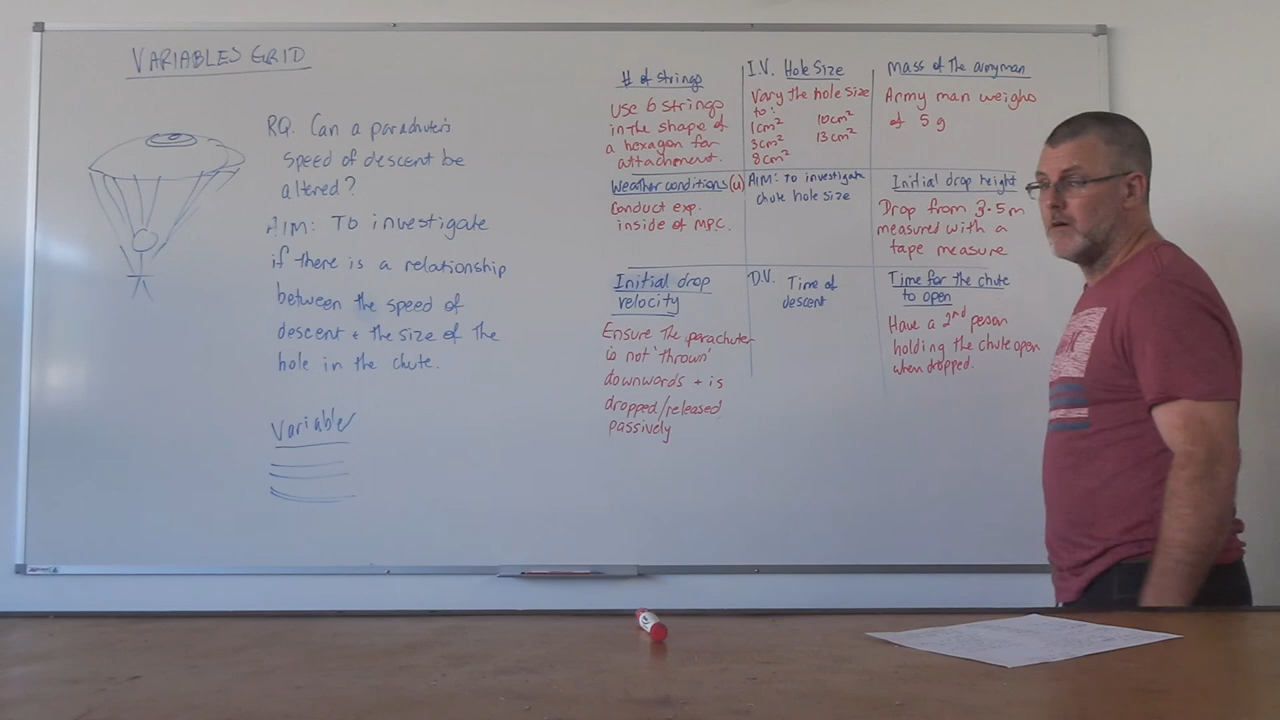 VARIABLES GRID
RQ. Can a parachuter's
speed of descent be
altered?
AIM: To investigate
if there is a relationship
between the speed of
descent + the size of the
hole in the chute.
Variable
# of strings
Use 6 strings
in the shape of
a hexagon for
attachment.
I.V. Hole Size
Vary the hole size
to:
1cm² 10cm²
3cm² 13cm²
8cm²
Mass of the armyman
Army man weighs
of 5 g
Weather conditions (U)
Conduct exp.
inside of MPC.
AIM: To investigate
chute hole size
Initial drop height
Drop from 3.5m
measured with a
tape measure
Initial drop
velocity
Ensure the parachuter
is not 'thrown'
downwards + is
dropped/released
passively
D.V. Time of
descent
Time for the chute
to open
Have a 2nd person
holding the chute open
when dropped.